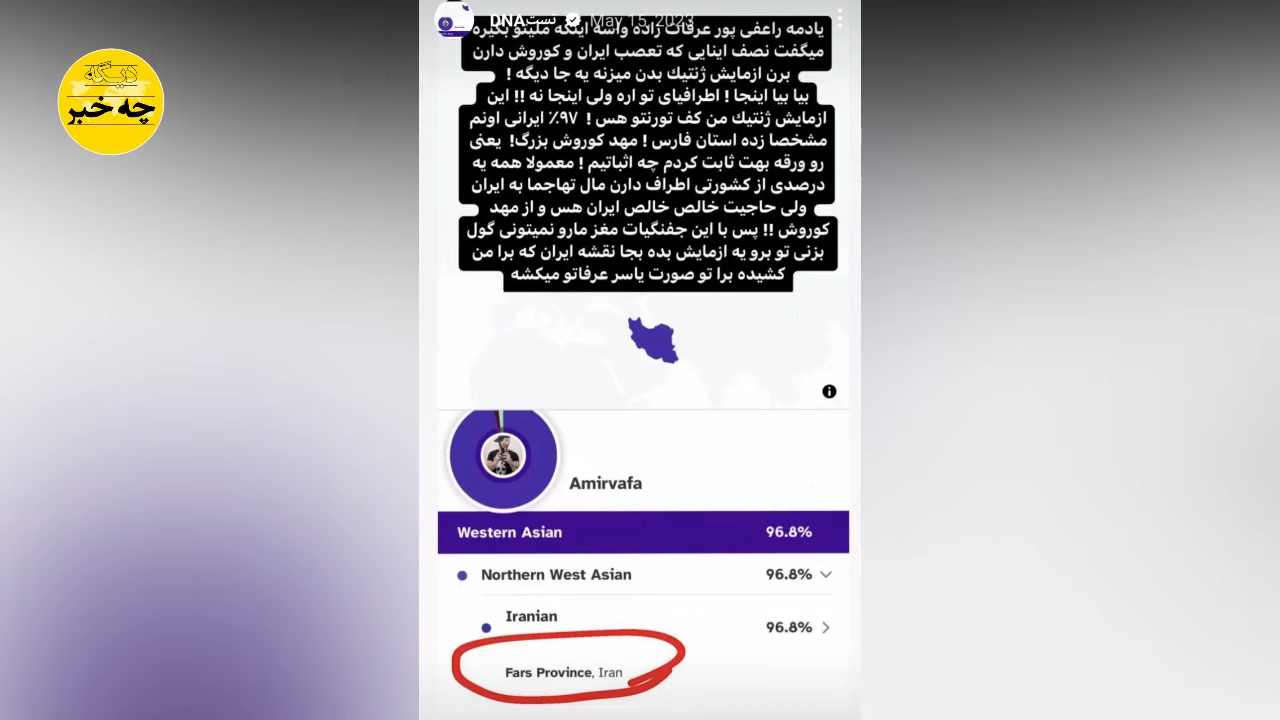 دیگه
چه خبر
DNA تست
May 15, 2023
یادمه راعفی پور عرفات زاده واسه اینکه ملیتو بگیره
میگفت نصف اینایی که تعصب ایران و کوروش دارن
برن ازمایش ژنتیك بدن میزنه یه جا دیگه !
بیا بیا اینجا ! اطرافیای تو اره ولی اینجا نه !! این
ازمایش ژنتیك من کف تورنتو هس ! ۹۷٪ ایرانی اونم
مشخصا زده استان فارس ! مهد کوروش بزرگ! یعنی
رو ورقه بهت ثابت کردم چه اثباتیم ! معمولا همه یه
درصدی از کشورتی اطراف دارن مال تهاجما به ایران
ولی حاجیت خالص خالص ایران هس و از مهد
کوروش !! پس با این جفنگیات مغز مارو نمیتونی گول
بزنی تو برو یه ازمایش بده بجا نقشه ایران که برا من
کشیده برا تو صورت یاسر عرفاتو میکشه
Amirvafa
Western Asian 96.8%
Northern West Asian 96.8%
Iranian
96.8%
Fars Province, Iran